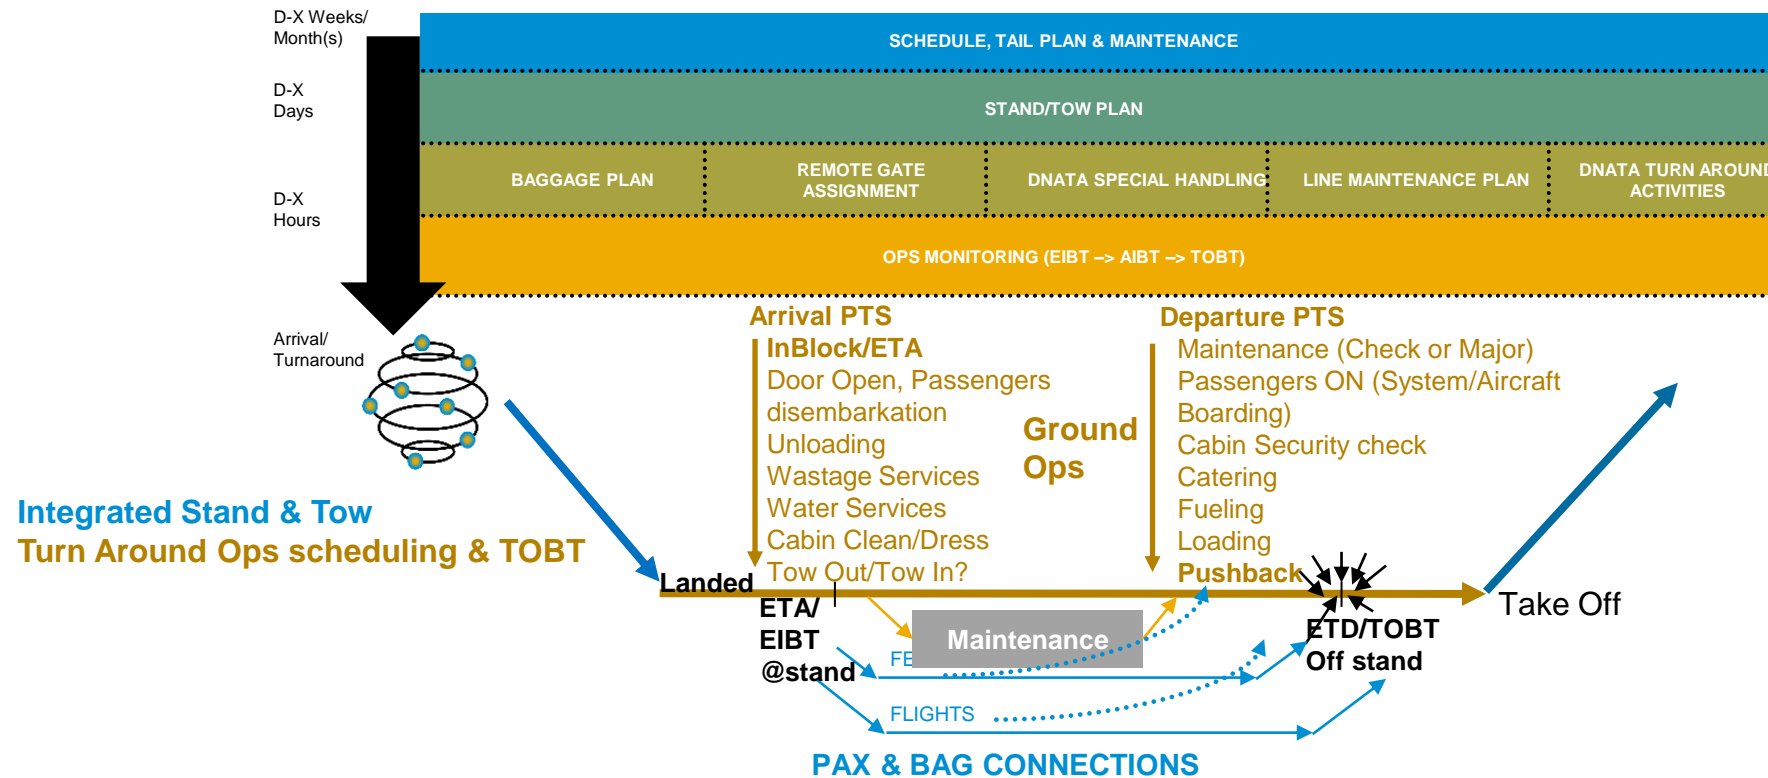 D-X Weeks/
Month(s)
SCHEDULE, TAIL PLAN & MAINTENANCE
D-X
Days
STAND/TOW PLAN
BAGGAGE PLAN
REMOTE GATE
ASSIGNMENT
DNATA SPECIAL HANDLING
LINE MAINTENANCE PLAN
DNATA TURN AROUND
ACTIVITIES
D-X
Hours
OPS MONITORING (EIBT –> AIBT –> TOBT)
Arrival/
Turnaround
Arrival PTS
InBlock/ETA
Door Open, Passengers
disembarkation
Unloading
Wastage Services
Water Services
Cabin Clean/Dress
Tow Out/Tow In?
Ground
Ops
Departure PTS
Maintenance (Check or Major)
Passengers ON (System/Aircraft
Boarding)
Cabin Security check
Catering
Fueling
Loading
Pushback
Integrated Stand & Tow
Turn Around Ops scheduling & TOBT
Landed
Take Off
ETA/
EIBT
@stand
Maintenance
ETD/TOBT
Off stand
FLIGHTS
PAX & BAG CONNECTIONS